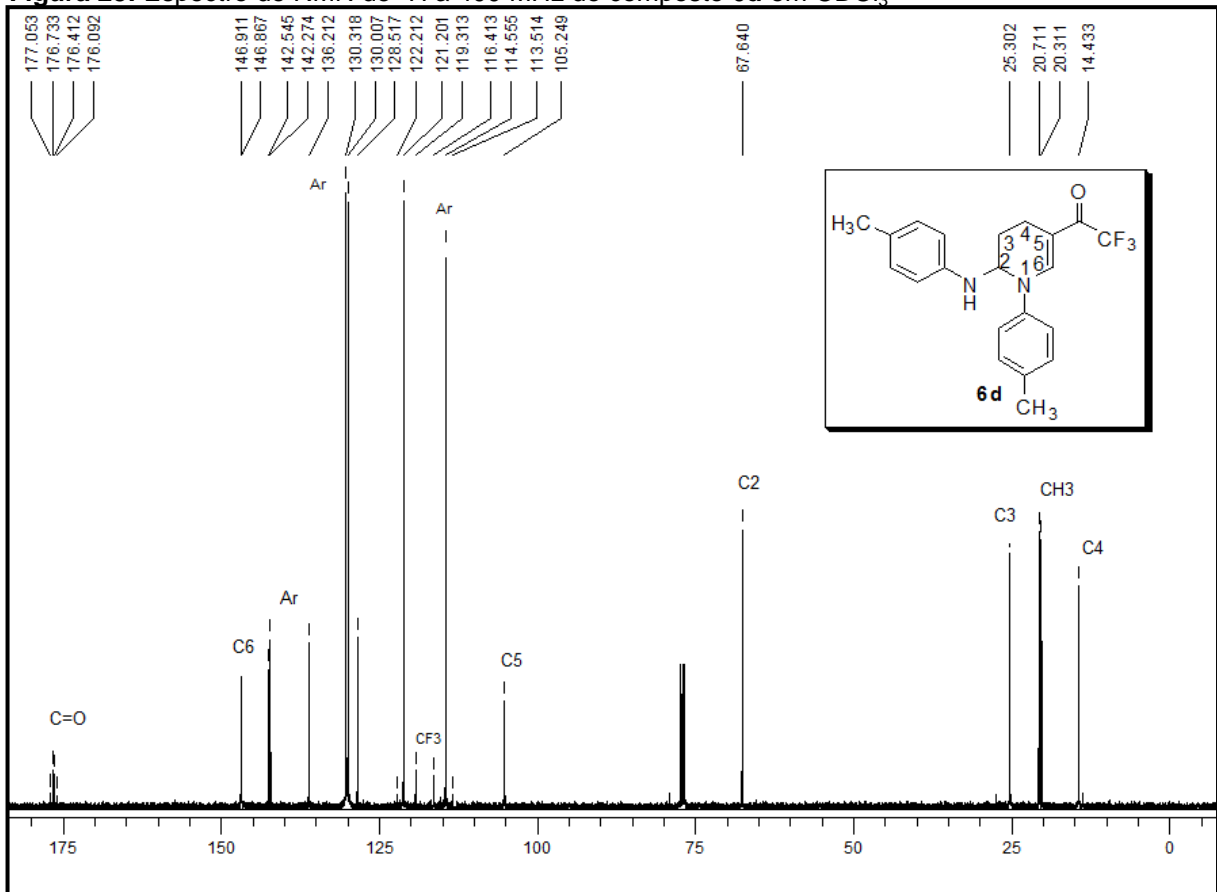 Figura 29. Espectro de RMN de ¹H a 400 MHz do composto 6d em CDCl₃
177.053
176.733
176.412
176.092
146.911
146.867
142.545
142.274
136.212
130.318
130.007
128.517
122.212
121.201
119.313
116.413
114.555
113.514
105.249
67.640
25.302
20.711
20.311
14.433
Ar
Ar
O
H₃C
4
3
5
CF₃
2
1
6
N
H
N
6d
CH₃
C2
C3
CH3
C4
Ar
C6
C5
C=O
CF3
175
150
125
100
75
50
25
0